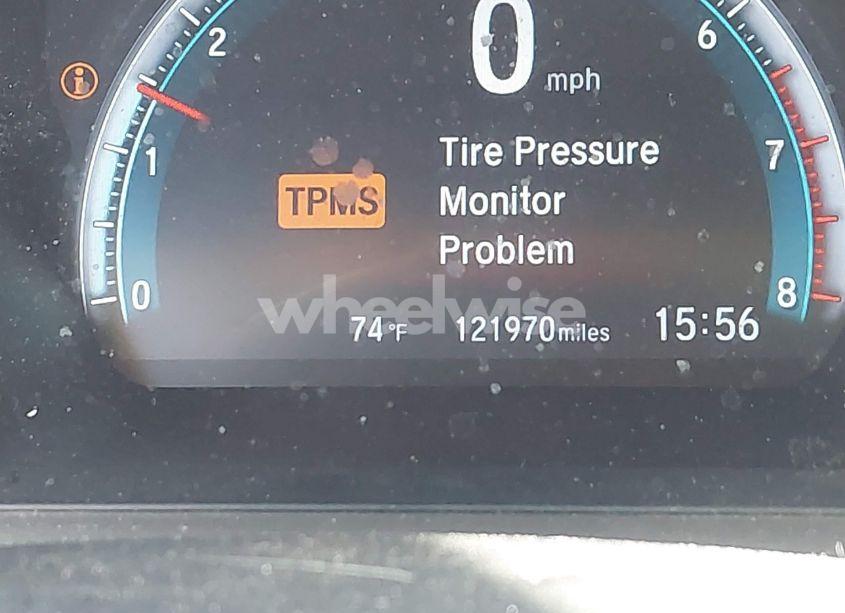 0
mph
2
6
1
7
0
8
Tire Pressure
Monitor
Problem
TPMS
wheelwise
74°F 121970miles 15:56